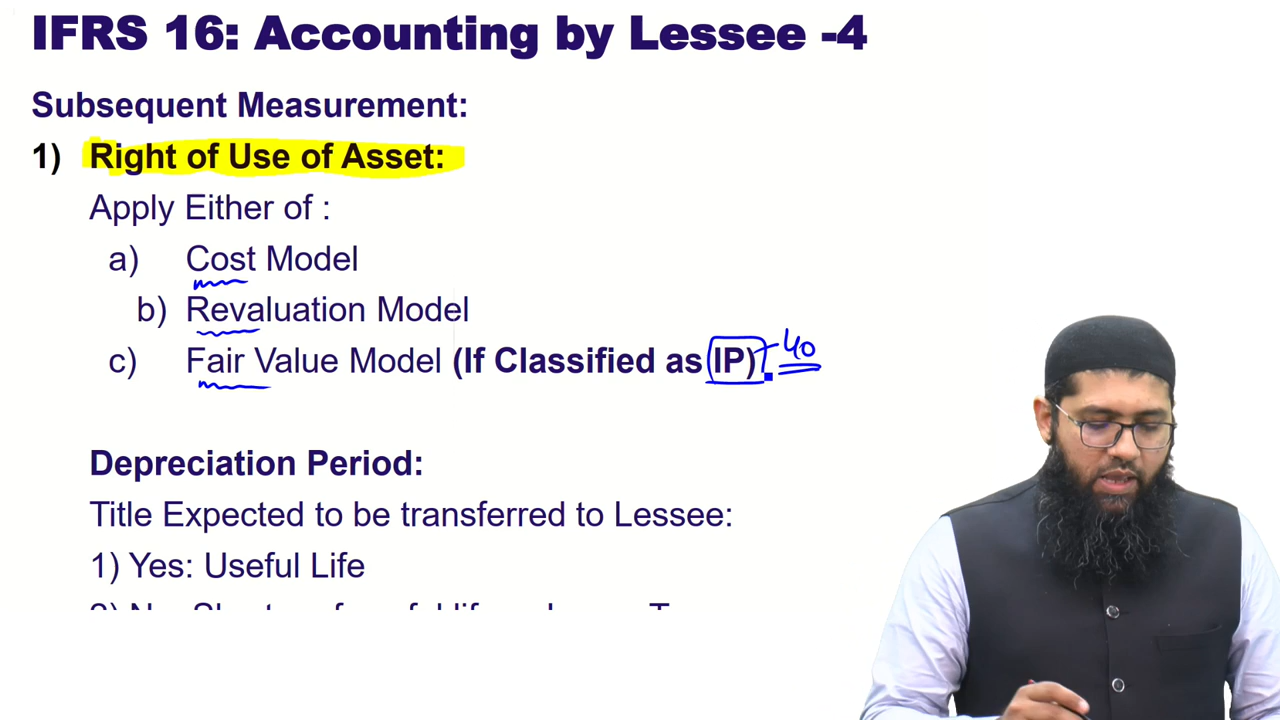 IFRS 16: Accounting by Lessee -4
Subsequent Measurement:
1) Right of Use of Asset:
Apply Either of :
a) Cost Model
b) Revaluation Model
c) Fair Value Model (If Classified as IP) 40
Depreciation Period:
Title Expected to be transferred to Lessee:
1) Yes: Useful Life